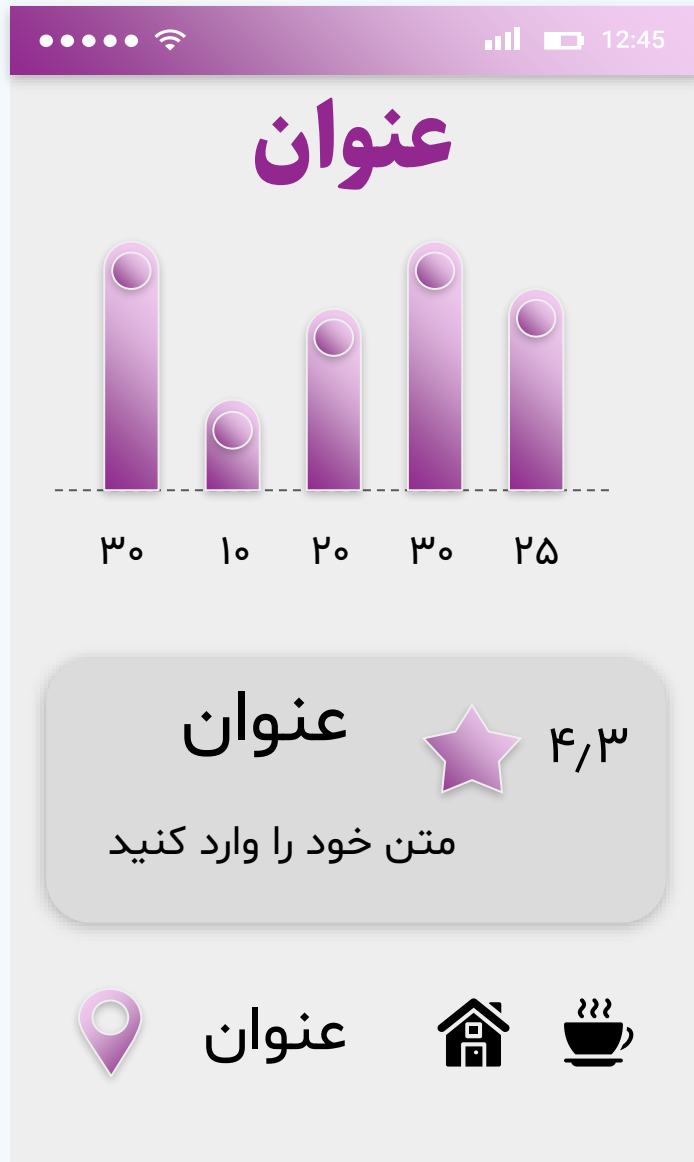 12:45
عنوان
۳۰ ۱۰ ۲۰ ۳۰ ۲۵
عنوان
۴٫۳
متن خود را وارد کنید
عنوان